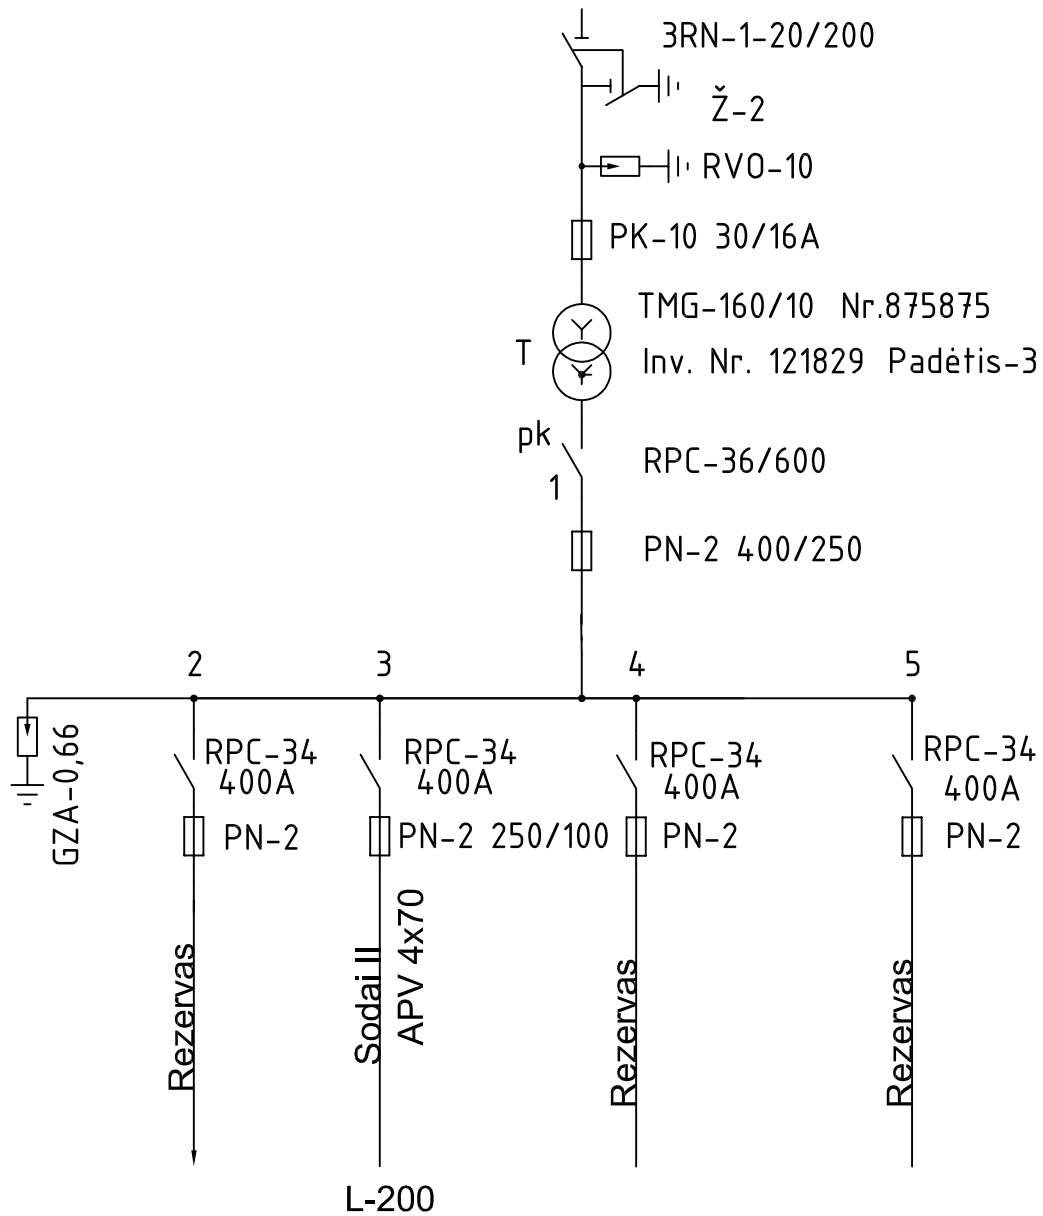 3RN-1-20/200
Ž-2
RVO-10
PK-10 30/16A
TMG-160/10 Nr.875875
T
Inv. Nr. 121829 Padėtis-3
pk
1
RPC-36/600
PN-2 400/250
2
3
4
5
GZA-0,66
RPC-34
400A
PN-2
RPC-34
400A
PN-2 250/100
RPC-34
400A
PN-2
RPC-34
400A
PN-2
Rezervas
Sodai II
APV 4x70
Rezervas
Rezervas
L-200